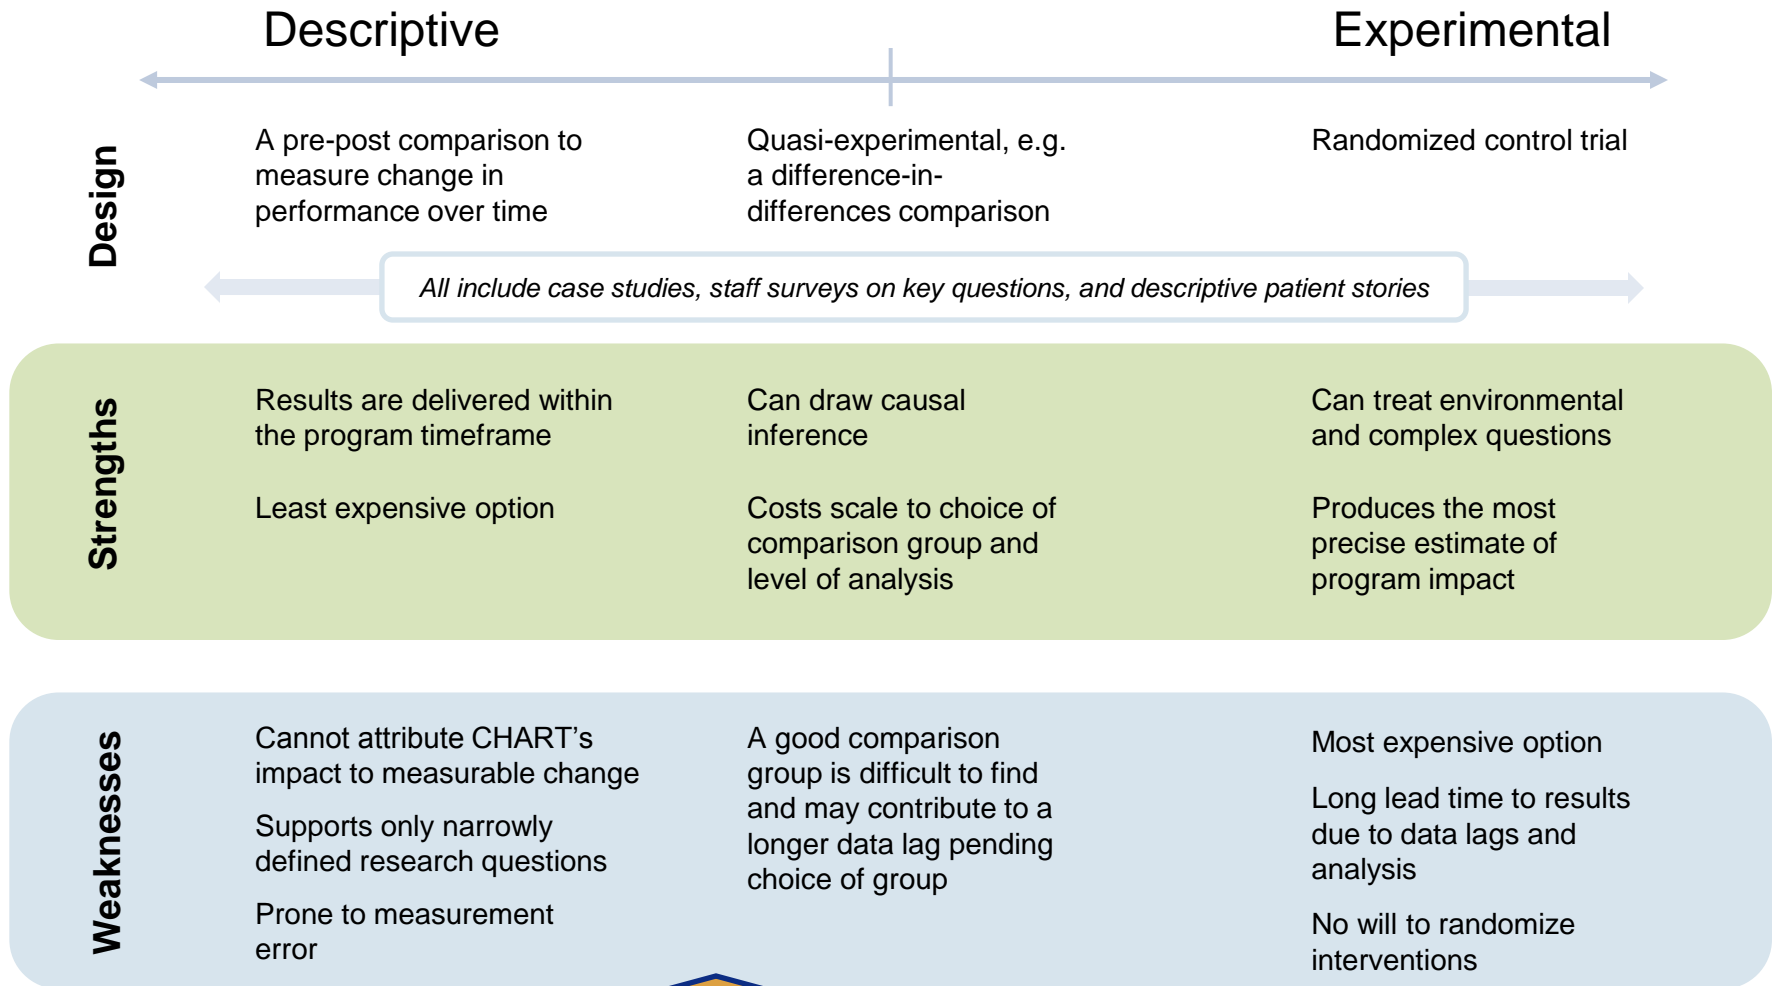 Descriptive
Experimental
Design
A pre-post comparison to
measure change in
performance over time
Quasi-experimental, e.g.
a difference-in-
differences comparison
Randomized control trial
All include case studies, staff surveys on key questions, and descriptive patient stories
Strengths
Results are delivered within
the program timeframe
Least expensive option
Can draw causal
inference
Costs scale to choice of
comparison group and
level of analysis
Can treat environmental
and complex questions
Produces the most
precise estimate of
program impact
Weaknesses
Cannot attribute CHART’s
impact to measurable change
Supports only narrowly
defined research questions
Prone to measurement
error
A good comparison
group is difficult to find
and may contribute to a
longer data lag pending
choice of group
Most expensive option
Long lead time to results
due to data lags and
analysis
No will to randomize
interventions